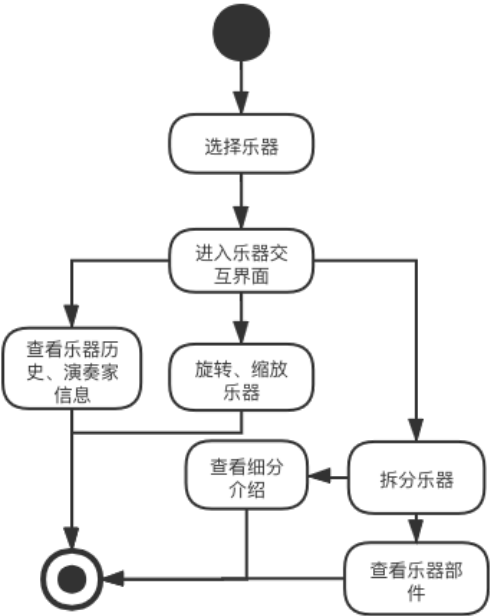 选择乐器
进入乐器交
互界面
查看乐器历
史、演奏家
信息
旋转、缩放
乐器
查看细分
介绍
拆分乐器
查看乐器部
件